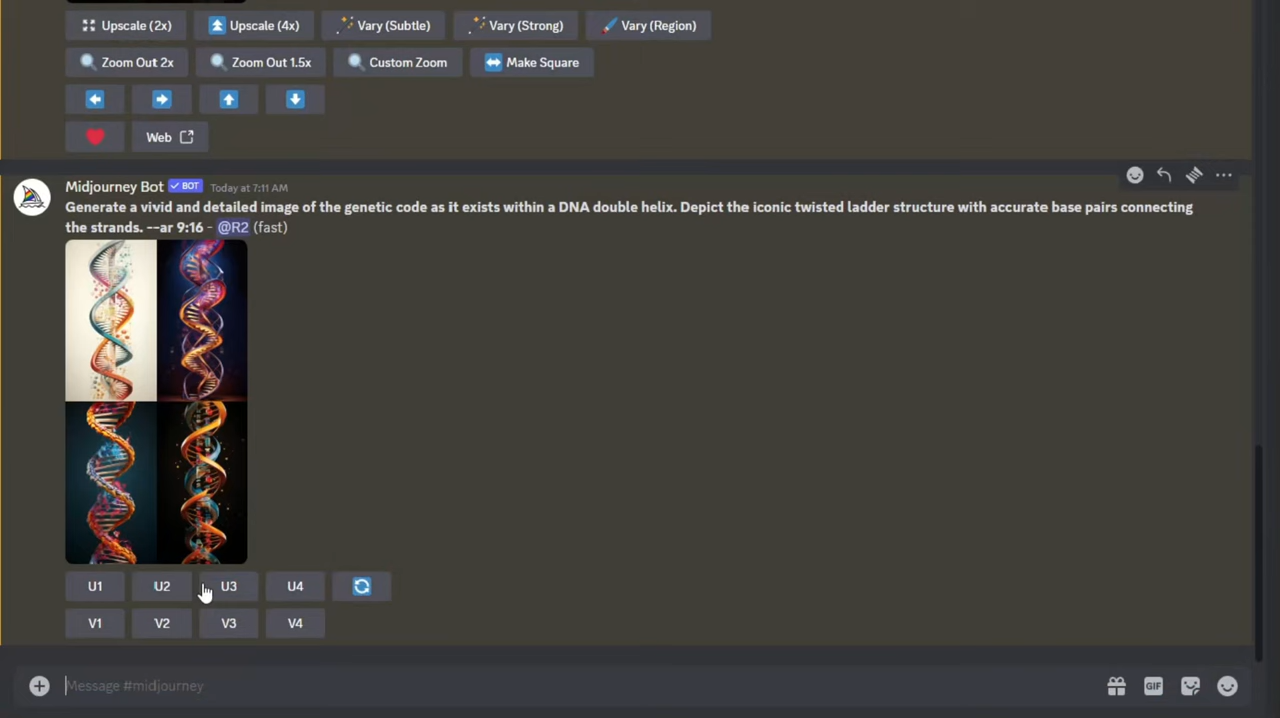 Upscale (2x) Upscale (4x) Vary (Subtle) Vary (Strong) Vary (Region)
Zoom Out 2x Zoom Out 1.5x Custom Zoom Make Square
Web
Midjourney Bot BOT Today at 7:11 AM
Generate a vivid and detailed image of the genetic code as it exists within a DNA double helix. Depict the iconic twisted ladder structure with accurate base pairs connecting
the strands. --ar 9:16 - @R2 (fast)
U1 U2 U3 U4
V1 V2 V3 V4
Message #midjourney
GIF